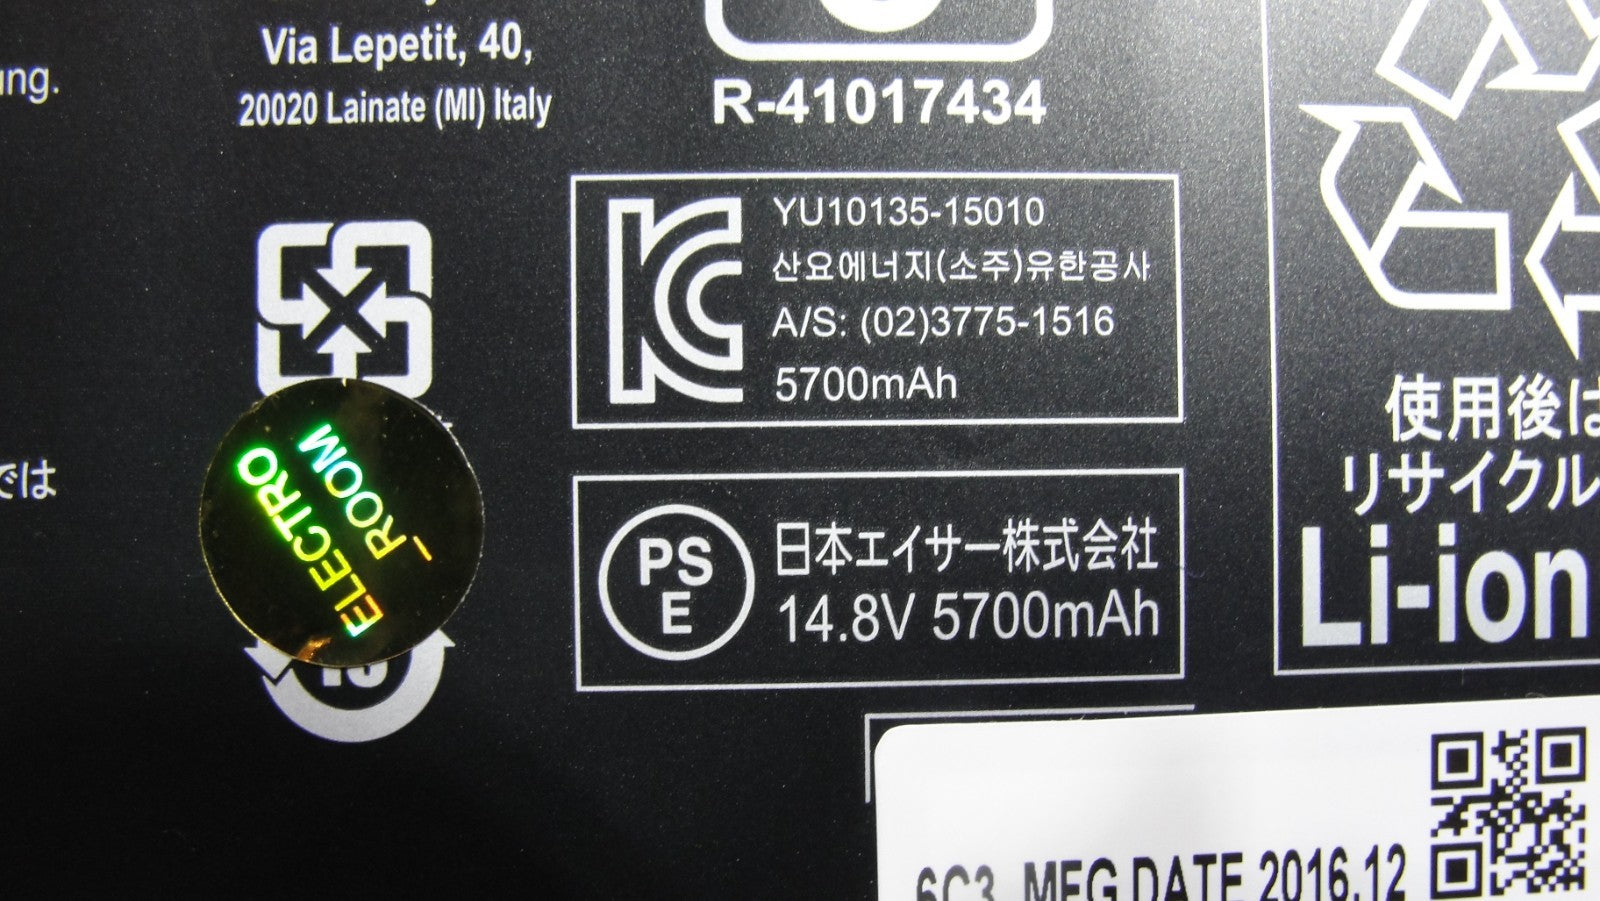 ung.
では
Via Lepetit, 40,
20020 Lainate (MI) Italy
ELECTRO
_ROOM
R-41017434
YU10135-15010
산요에너지(소주)유한공사
A/S: (02)3775-1516
5700mAh
PS
E
日本エイサー株式会社
14.8V 5700mAh
使用後は
リサイクル
Li-ion
6C3 MFG DATE 2016.12